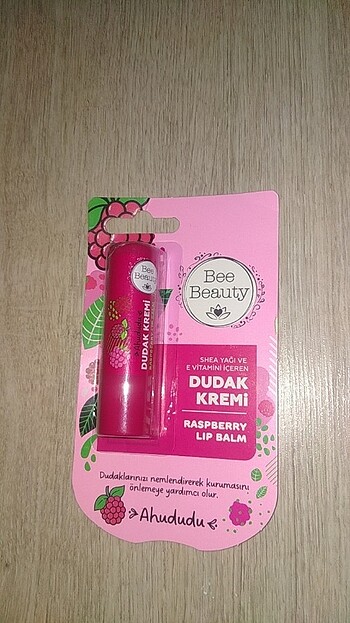 Bee
Beauty
Bee
Beauty
DUDAK KREMİ
SHEA YAĞI VE
E VİTAMİNİ İÇEREN
DUDAK
KREMİ
RASPBERRY
LIP BALM
Dudaklarınızı nemlendirerek kurumasını
önlemeye yardımcı olur.
Ahududu